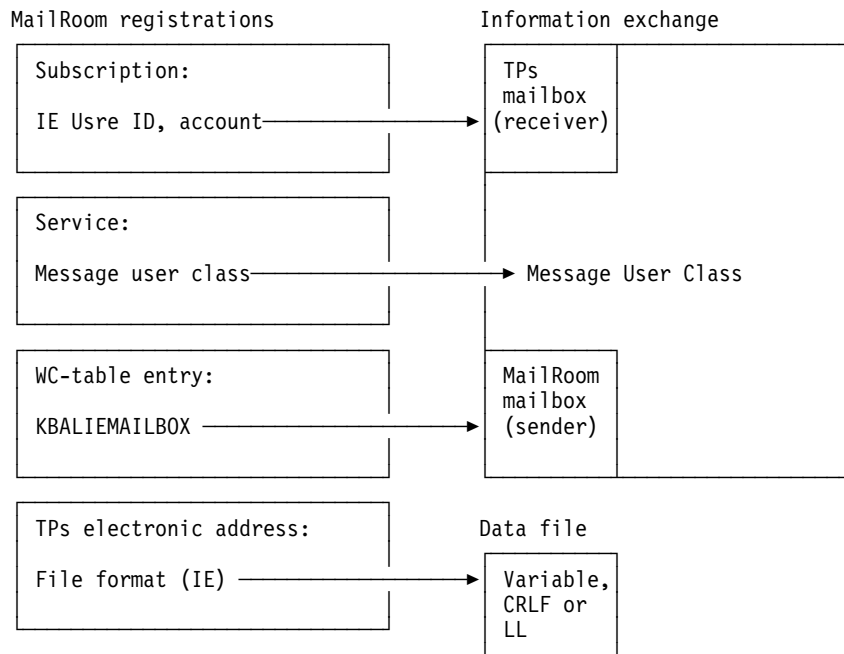 MailRoom registrations
Subscription:
IE Usre ID, account
Service:
Message user class
WC-table entry:
KBALIEMAILBOX
TPs electronic address:
File format (IE)
Information exchange
TPs
mailbox
(receiver)
Message User Class
MailRoom
mailbox
(sender)
Data file
Variable,
CRLF or
LL